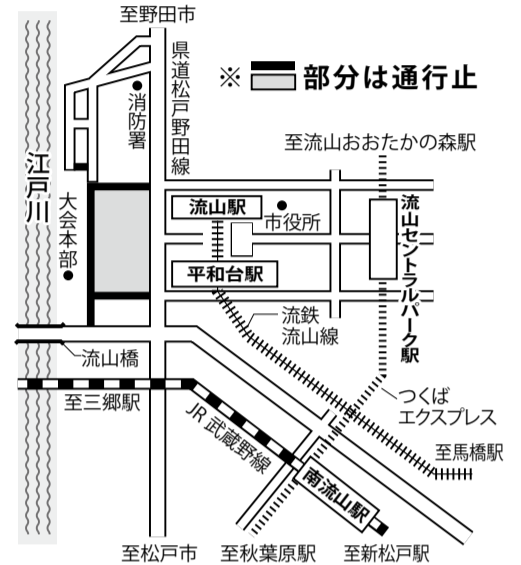 至野田市
県道松戸野田線
※ 部分は通行止
消防署
至流山おおたかの森駅
江戸川
大会本部
流山駅
市役所
流山セントラルパーク駅
平和台駅
流鉄
流山線
流山橋
つくば
エクスプレス
至三郷駅
JR武蔵野線
至馬橋駅
南流山駅
至松戸市
至秋葉原駅
至新松戸駅